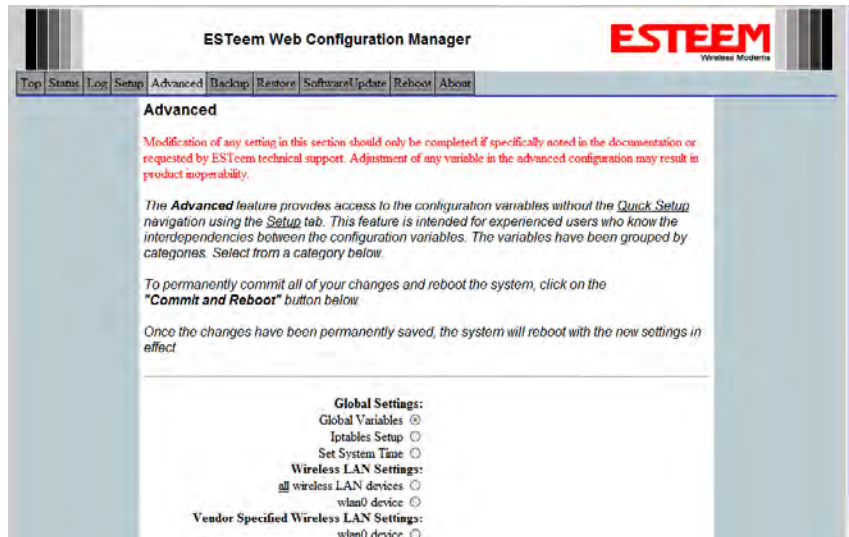 ESTeem Web Configuration Manager
ESTEEM
Wireless Modems
Top Status Log Setup Advanced Backup Restore SoftwareUpdate Reboot About
Advanced
Modification of any setting in this section should only be completed if specifically noted in the documentation or
requested by ESTeem technical support. Adjustment of any variable in the advanced configuration may result in
product inoperability.
The Advanced feature provides access to the configuration variables without the Quick Setup
navigation using the Setup tab. This feature is intended for experienced users who know the
interdependencies between the configuration variables. The variables have been grouped by
categories. Select from a category below.
To permanently commit all of your changes and reboot the system, click on the
"Commit and Reboot" button below.
Once the changes have been permanently saved, the system will reboot with the new settings in
effect
Global Settings:
Global Variables
Iptables Setup
Set System Time
Wireless LAN Settings:
all wireless LAN devices
wlan0 device
Vendor Specified Wireless LAN Settings:
wlan0 device